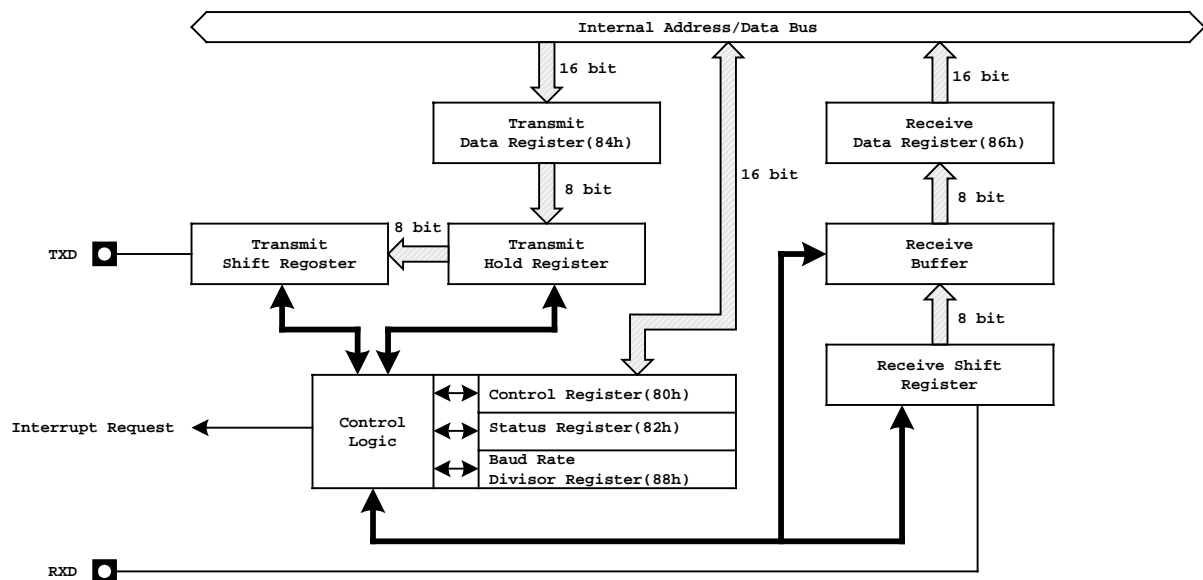 Internal Address/Data Bus
16 bit
16 bit
Transmit
Data Register(84h)
Receive
Data Register(86h)
16 bit
8 bit
8 bit
8 bit
TXD
Transmit
Shift Regoster
Transmit
Hold Register
Receive
Buffer
8 bit
Receive Shift
Register
Interrupt Request
Control
Logic
Control Register(80h)
Status Register(82h)
Baud Rate
Divisor Register(88h)
RXD